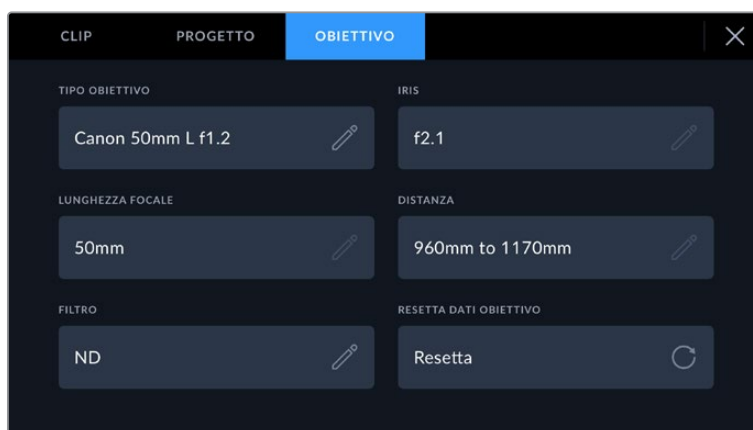 CLIP PROGETTO OBIETTIVO
TIPO OBIETTIVO IRIS
Canon 50mm L f1.2 f2.1
LUNGHEZZA FOCALE DISTANZA
50mm 960mm to 1170mm
FILTRO RESETTA DATI OBIETTIVO
ND Resetta